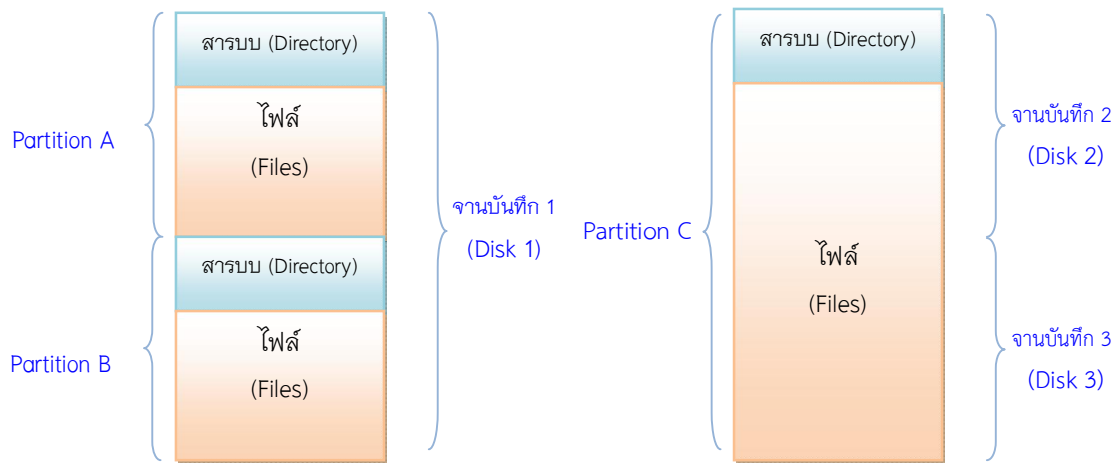 สารบบ (Directory)
ไฟล์
(Files)
Partition A
สารบบ (Directory)
ไฟล์
(Files)
Partition B
จานบันทึก 1
(Disk 1)
สารบบ (Directory)
ไฟล์
(Files)
Partition C
จานบันทึก 2
(Disk 2)
จานบันทึก 3
(Disk 3)